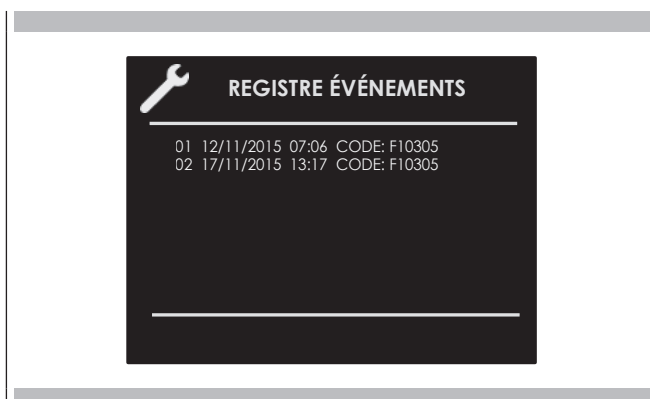 REGISTRE ÉVÉNEMENTS
01 12/11/2015 07:06 CODE: F10305
02 17/11/2015 13:17 CODE: F10305